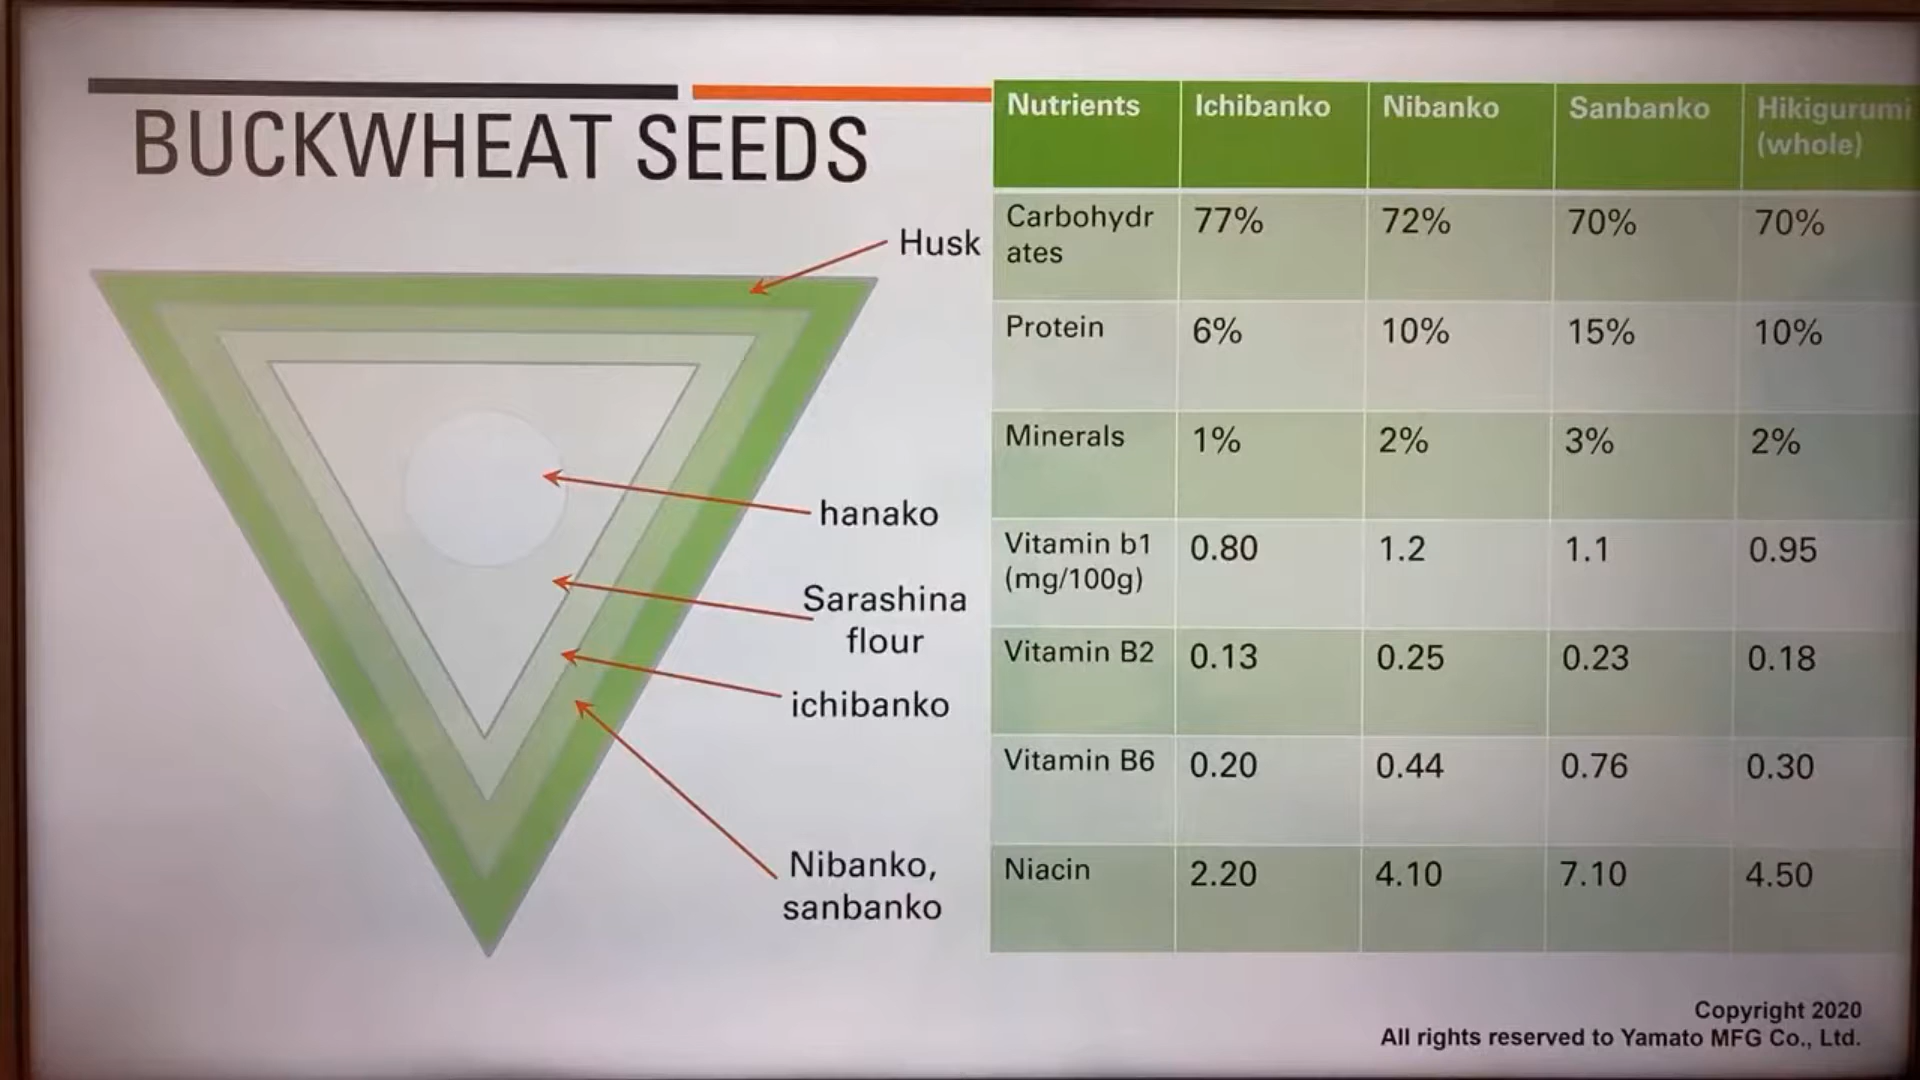 BUCKWHEAT SEEDS
Husk
hanako
Sarashina
flour
ichibanko
Nibanko,
sanbanko
Nutrients Ichibanko Nibanko Sanbanko Hikigurumi
(whole)
Carbohydr 77% 72% 70% 70%
ates
Protein 6% 10% 15% 10%
Minerals 1% 2% 3% 2%
Vitamin b1 0.80 1.2 1.1 0.95
(mg/100g)
Vitamin B2 0.13 0.25 0.23 0.18
Vitamin B6 0.20 0.44 0.76 0.30
Niacin 2.20 4.10 7.10 4.50
Copyright 2020
All rights reserved to Yamato MFG Co., Ltd.